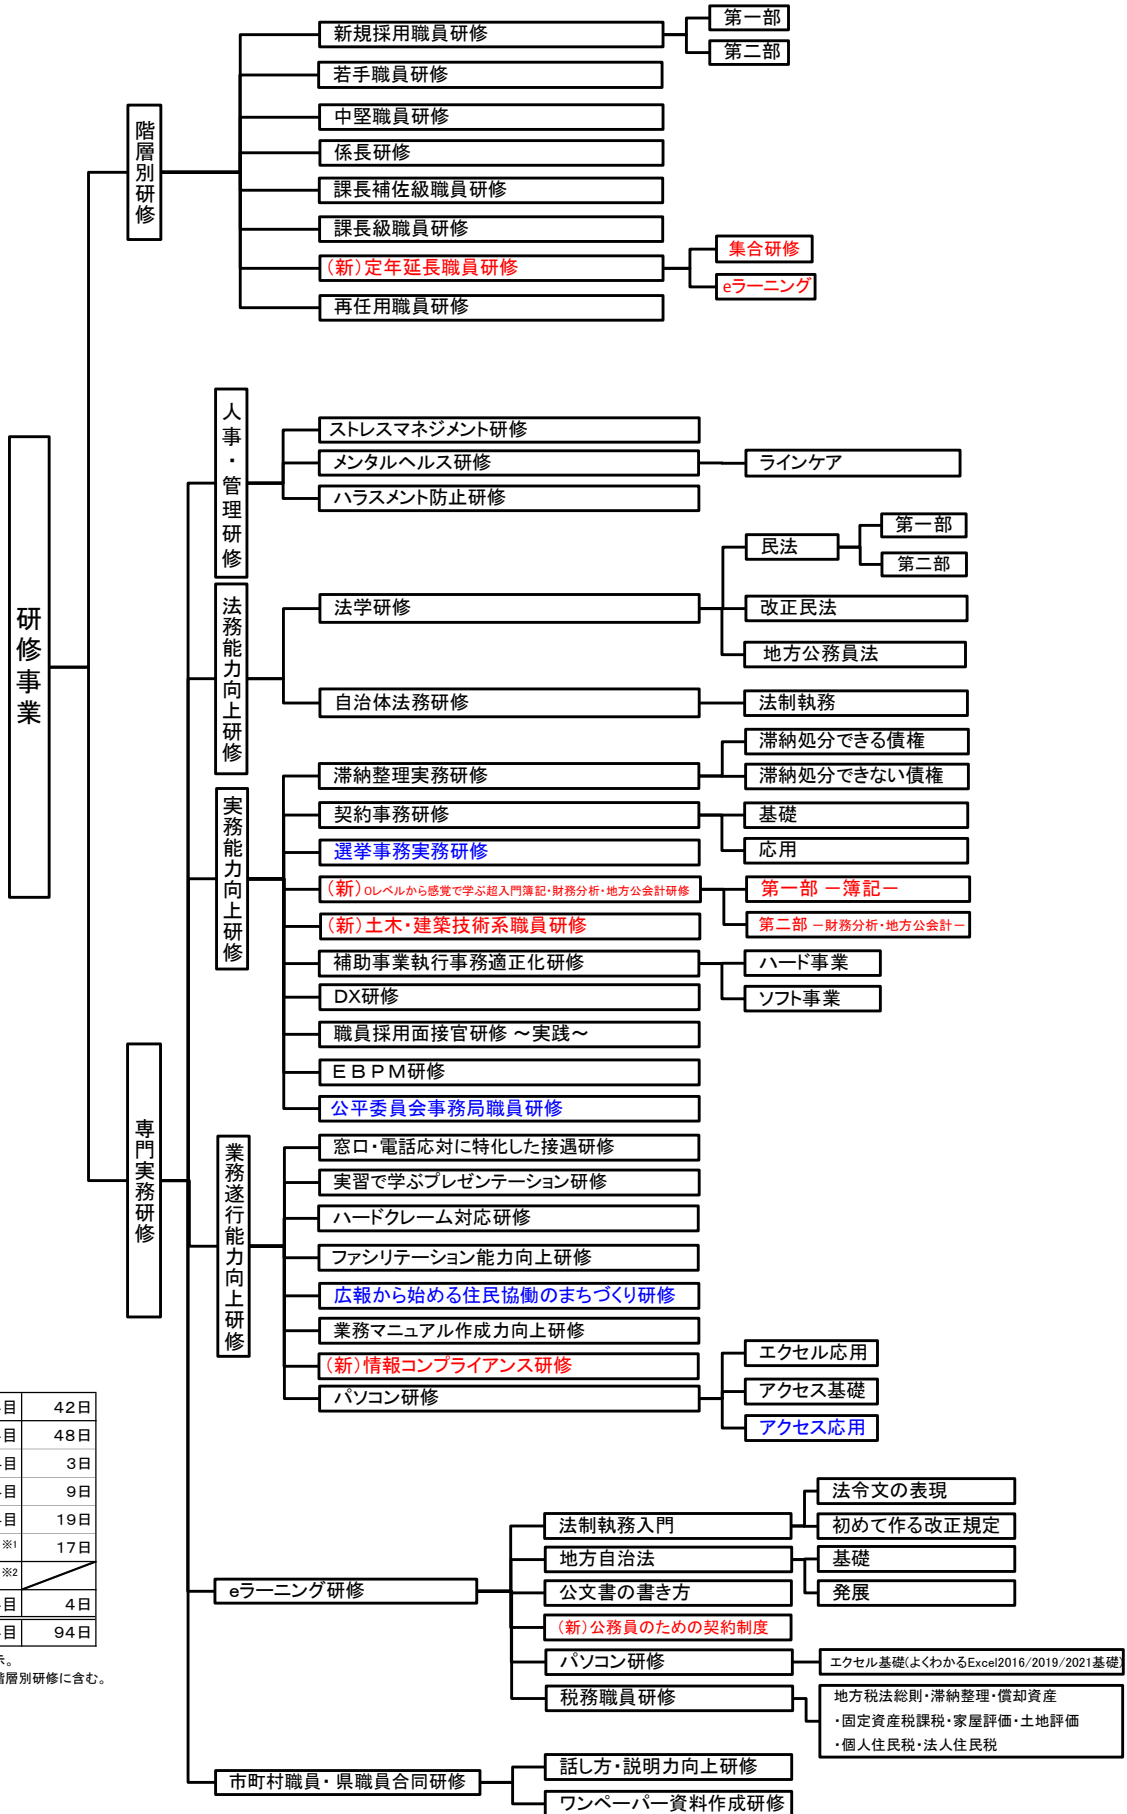 研修事業
階層別研修
新規採用職員研修
第一部
第二部
若手職員研修
中堅職員研修
係長研修
課長補佐級職員研修
課長級職員研修
(新)定年延長職員研修
集合研修
eラーニング
再任用職員研修
専門実務研修
人事・管理研修
ストレスマネジメント研修
メンタルヘルス研修
ラインケア
ハラスメント防止研修
法務能力向上研修
法学研修
民法
第一部
第二部
改正民法
地方公務員法
自治体法務研修
法制執務
実務能力向上研修
滞納整理実務研修
滞納処分できる債権
滞納処分できない債権
契約事務研修
基礎
応用
選挙事務実務研修
(新)0レベルから感覚で学ぶ超入門簿記・財務分析・地方公会計研修
第一部 －簿記－
第二部 －財務分析・地方公会計－
(新)土木・建築技術系職員研修
補助事業執行事務適正化研修
ハード事業
ソフト事業
DX研修
職員採用面接官研修 ～実践～
ＥＢＰＭ研修
公平委員会事務局職員研修
業務遂行能力向上研修
窓口・電話応対に特化した接遇研修
実習で学ぶプレゼンテーション研修
ハードクレーム対応研修
ファシリテーション能力向上研修
広報から始める住民協働のまちづくり研修
業務マニュアル作成力向上研修
(新)情報コンプライアンス研修
パソコン研修
エクセル応用
アクセス基礎
アクセス応用
eラーニング研修
法制執務入門
法令文の表現
初めて作る改正規定
地方自治法
基礎
発展
公文書の書き方
(新)公務員のための契約制度
パソコン研修
エクセル基礎(よくわかるExcel2016/2019/2021基礎)
税務職員研修
地方税法総則・滞納整理・償却資産
・固定資産税課税・家屋評価・土地評価
・個人住民税・法人住民税
市町村職員・県職員合同研修
話し方・説明力向上研修
ワンペーパー資料作成研修
目 42日
48日
目 3日
目 9日
目 19日
※1 17日
※2
目 4日
目 94日
。
階層別研修に含む。